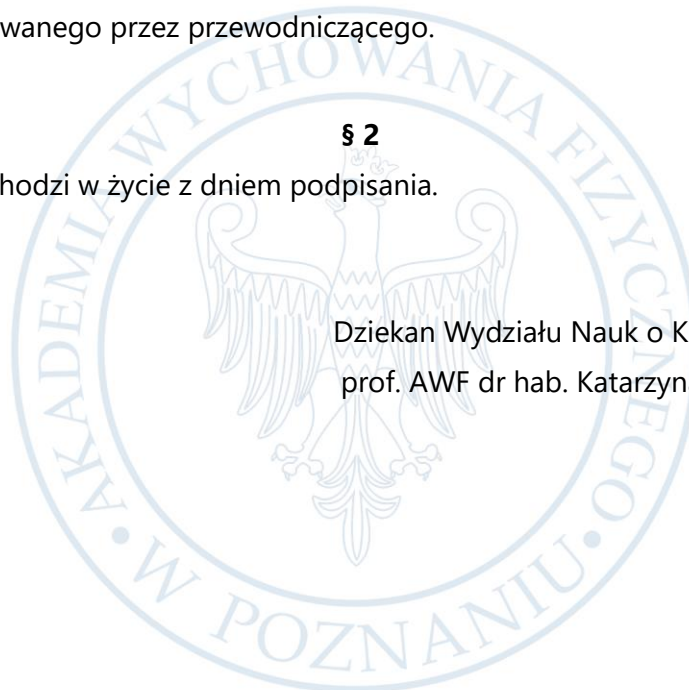 wanego przez przewodniczącego.
§ 2
hodzi w życie z dniem podpisania.
Dziekan Wydziału Nauk o K
prof. AWF dr hab. Katarzyn
AKADEMIA WYCHOWANIA FIZYCZNEGO • W POZNANIU •